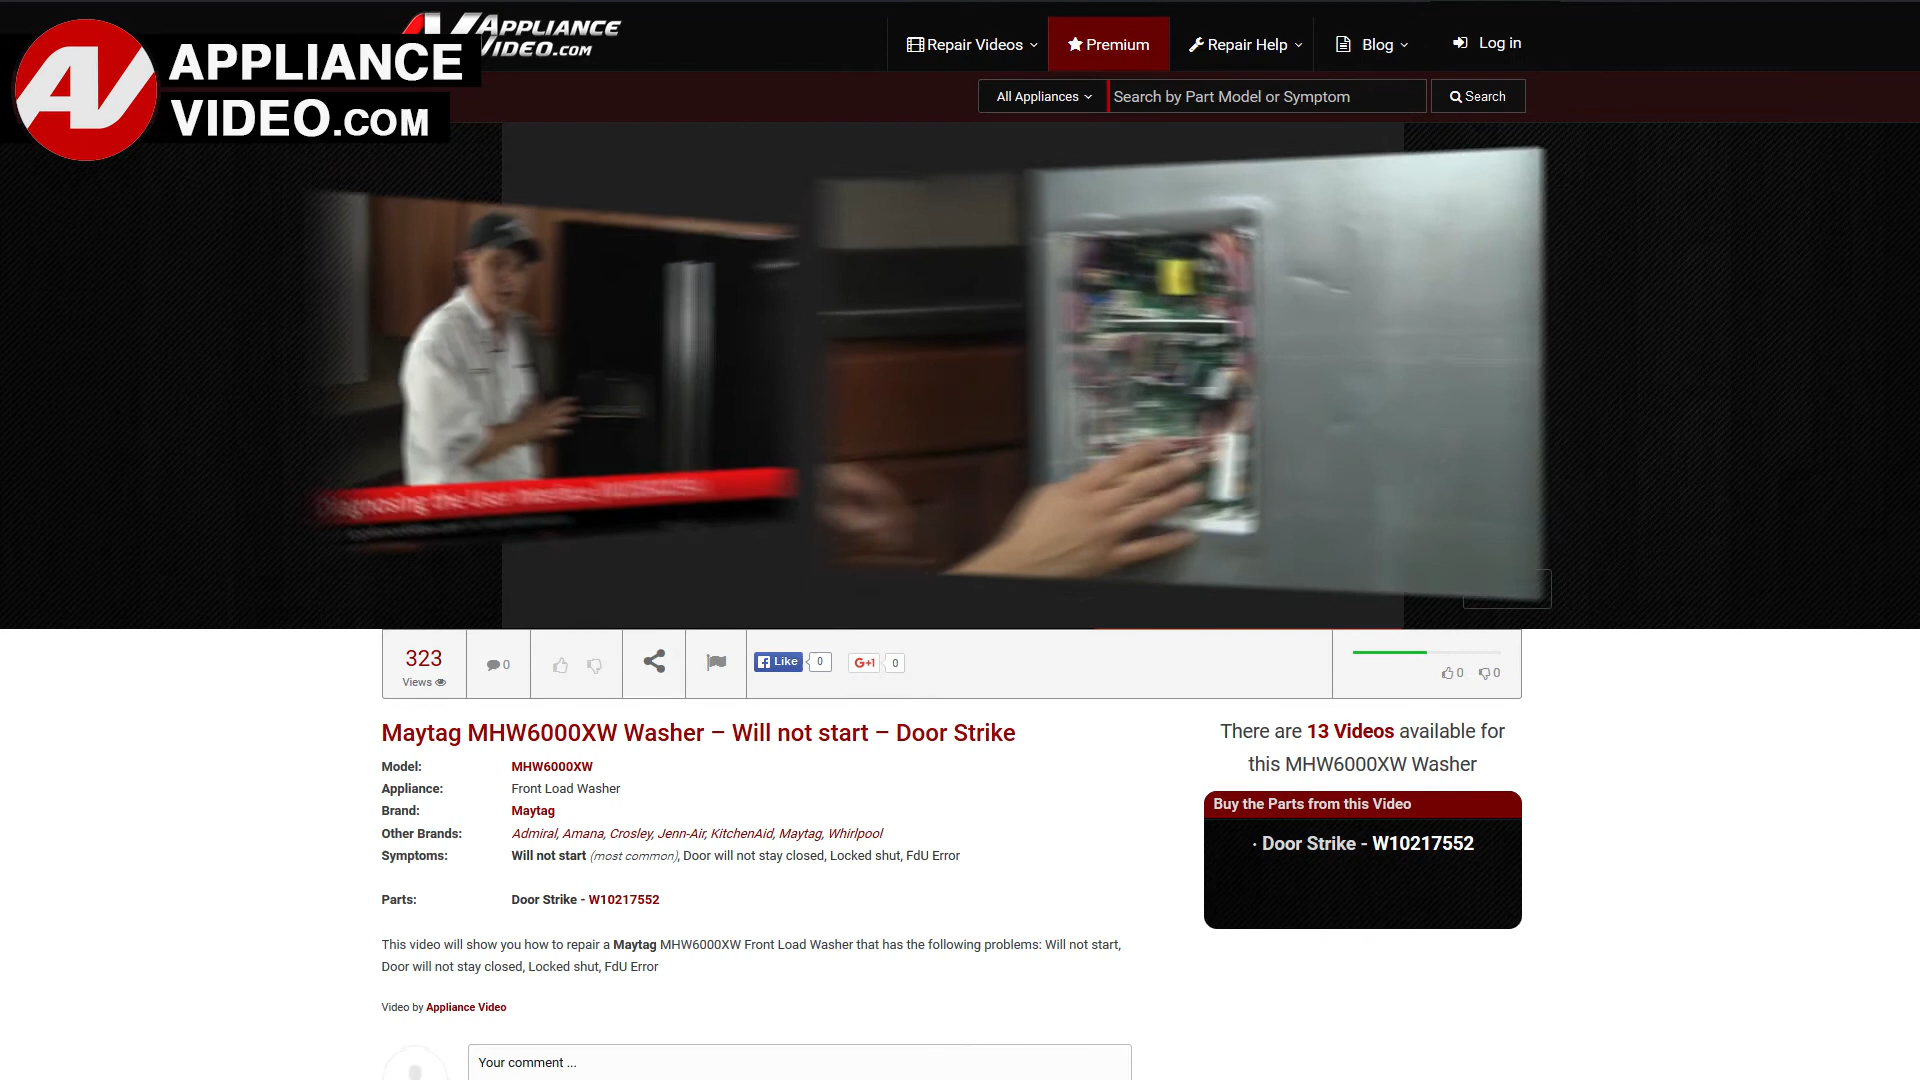 APPLIANCE
VIDEO.COM
APPLIANCE
VIDEO.COM
Repair Videos
Premium
Repair Help
Blog
Log in
All Appliances
Search by Part Model or Symptom
Search
Diagnosing the User Interface
323
Views
0
Like
0
G+1
0
0
0
Maytag MHW6000XW Washer – Will not start – Door Strike
Model: MHW6000XW
Appliance: Front Load Washer
Brand: Maytag
Other Brands: Admiral, Amana, Crosley, Jenn-Air, KitchenAid, Maytag, Whirlpool
Symptoms: Will not start (most common), Door will not stay closed, Locked shut, FdU Error
Parts: Door Strike - W10217552
This video will show you how to repair a Maytag MHW6000XW Front Load Washer that has the following problems: Will not start,
Door will not stay closed, Locked shut, FdU Error
Video by Appliance Video
Your comment ...
There are 13 Videos available for
this MHW6000XW Washer
Buy the Parts from this Video
· Door Strike - W10217552